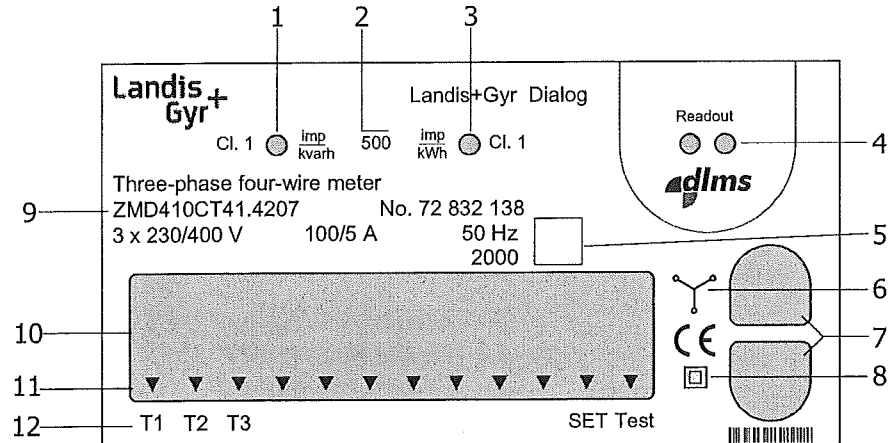 1 2 3
Landis
Gyr+
Landis+Gyr Dialog
Readout
Cl. 1 imp/kvarh 500 imp/kWh Cl. 1
4
dlms
Three-phase four-wire meter
9 ZMD410CT41.4207 No. 72 832 138
3 x 230/400 V 100/5 A 50 Hz
5
2000
6
10
CE
7
11
8
12 T1 T2 T3 SET Test